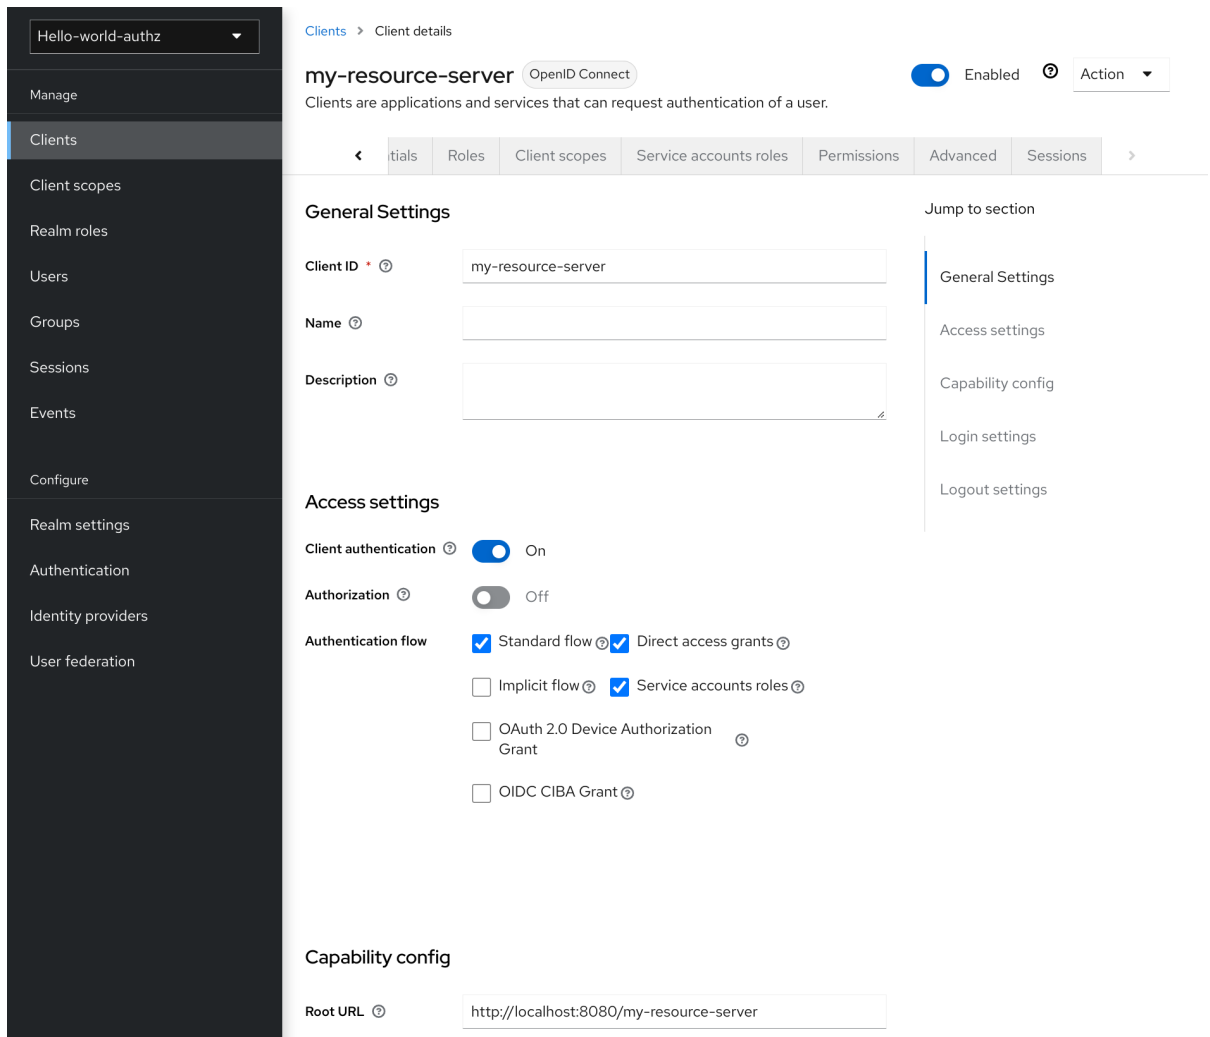 Hello-world-authz
Manage
Clients
Client scopes
Realm roles
Users
Groups
Sessions
Events
Configure
Realm settings
Authentication
Identity providers
User federation
Clients > Client details
my-resource-server OpenID Connect
Enabled Action
Clients are applications and services that can request authentication of a user.
tials Roles Client scopes Service accounts roles Permissions Advanced Sessions
General Settings
Client ID *
my-resource-server
Name
Description
Access settings
Client authentication On
Authorization Off
Authentication flow
Standard flow Direct access grants
Implicit flow Service accounts roles
OAuth 2.0 Device Authorization
Grant
OIDC CIBA Grant
Capability config
Root URL http://localhost:8080/my-resource-server
Jump to section
General Settings
Access settings
Capability config
Login settings
Logout settings